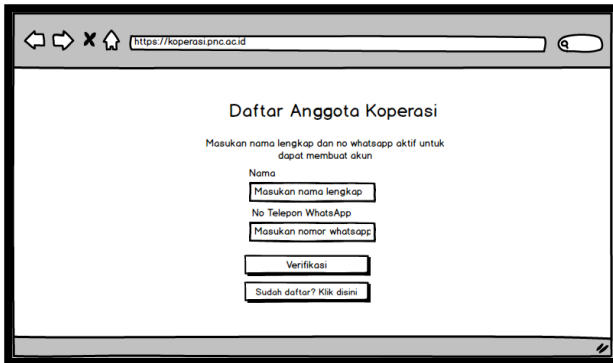 https://koperasi.pnc.ac.id
Daftar Anggota Koperasi
Masukan nama lengkap dan no whatsapp aktif untuk
dapat membuat akun
Nama
Masukan nama lengkap
No Telepon WhatsApp
Masukan nomor whatsapp
Verifikasi
Sudah daftar? Klik disini